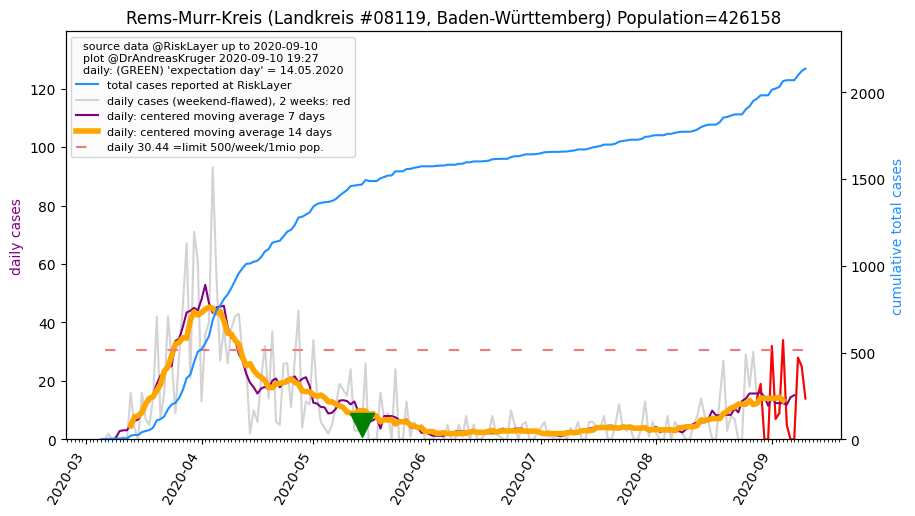 Rems-Murr-Kreis (Landkreis #08119, Baden-Württemberg) Population=426158
source data @RiskLayer up to 2020-09-10
plot @DrAndreasKruger 2020-09-10 19:27
daily: (GREEN) 'expectation day' = 14.05.2020
total cases reported at RiskLayer
daily cases (weekend-flawed), 2 weeks: red
daily: centered moving average 7 days
daily: centered moving average 14 days
daily 30.44 =limit 500/week/1mio pop.
daily cases
120
100
80
60
40
20
0
2000
1500
1000
500
0
cumulative total cases
2020-03
2020-04
2020-05
2020-06
2020-07
2020-08
2020-09